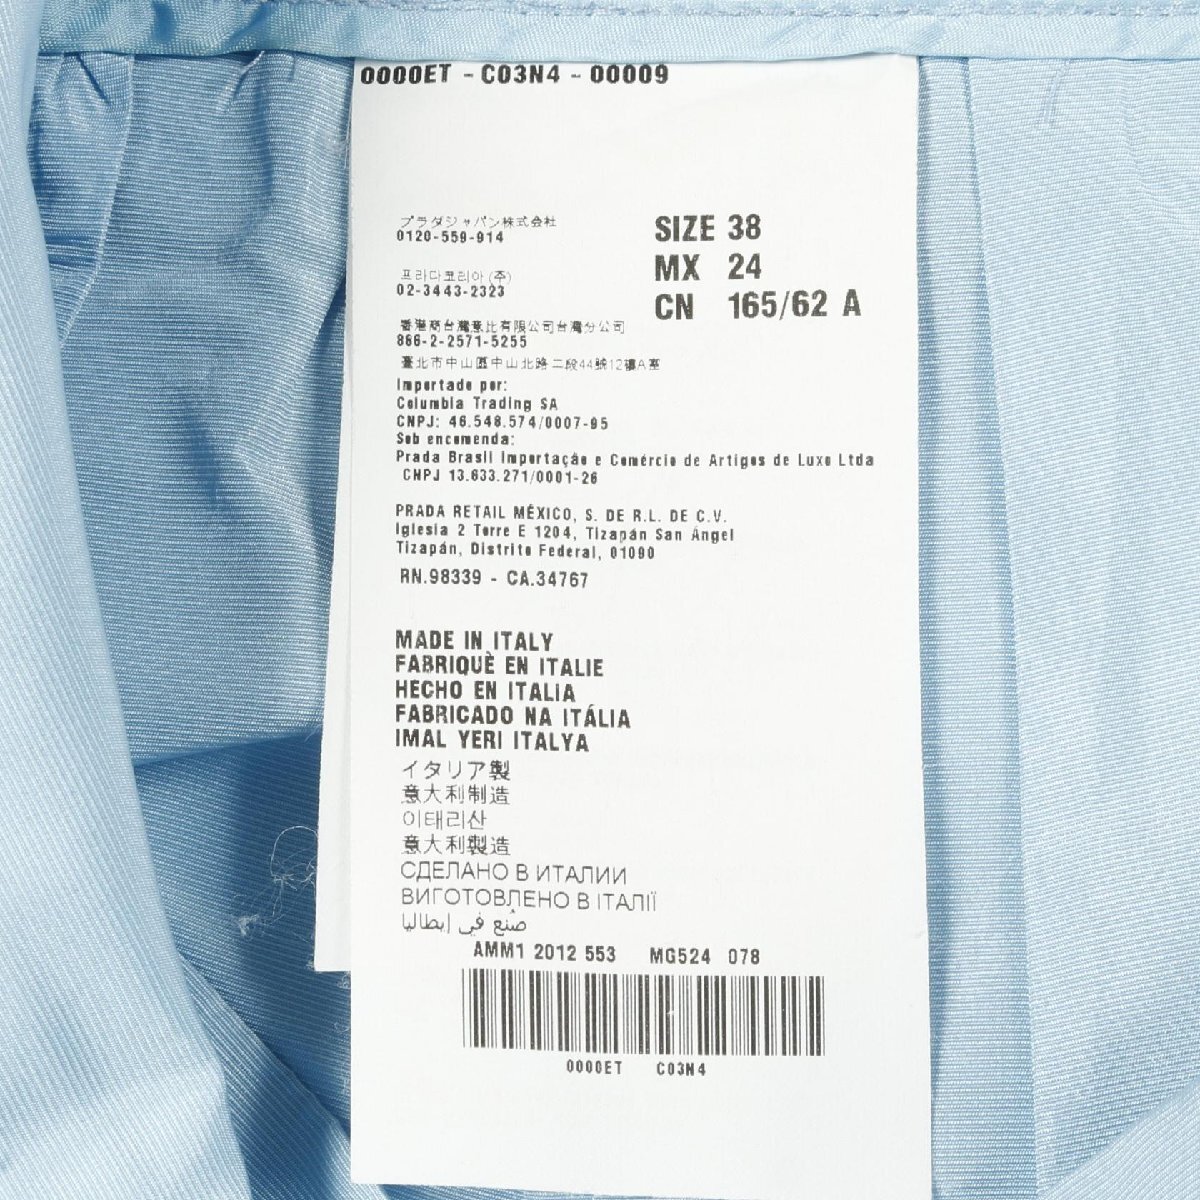 0000ET - C03N4 - 00009
プラダジャパン株式会社
0120-559-914
SIZE 38
MX 24
CN 165/62 A
프라다코리아(주)
02-3443-2323
香港商台灣意比有限公司台灣分公司
866-2-2571-5255
臺北市中山區中山北路二段44號12樓A室
Importado por:
Columbia Trading SA
CNPJ: 46.548.574/0007-95
Sob encomenda:
Prada Brasil Importação e Comércio de Artigos de Luxo Ltda
CNPJ 13.633.271/0001-26
PRADA RETAIL MÉXICO, S. DE R.L. DE C.V.
Iglesia 2 Torre E 1204, Tizapán San Ángel
Tizapán, Distrito Federal, 01090
RN.98339 - CA.34767
MADE IN ITALY
FABRIQUÈ EN ITALIE
HECHO EN ITALIA
FABRICADO NA ITÁLIA
IMAL YERI ITALYA
イタリア製
意大利制造
이태리산
意大利製造
СДЕЛАНО В ИТАЛИИ
ВИГОТОВЛЕНО В ІТАЛІЇ
صنع في إيطاليا
AMM1 2012 553 MG524 078
0000ET C03N4